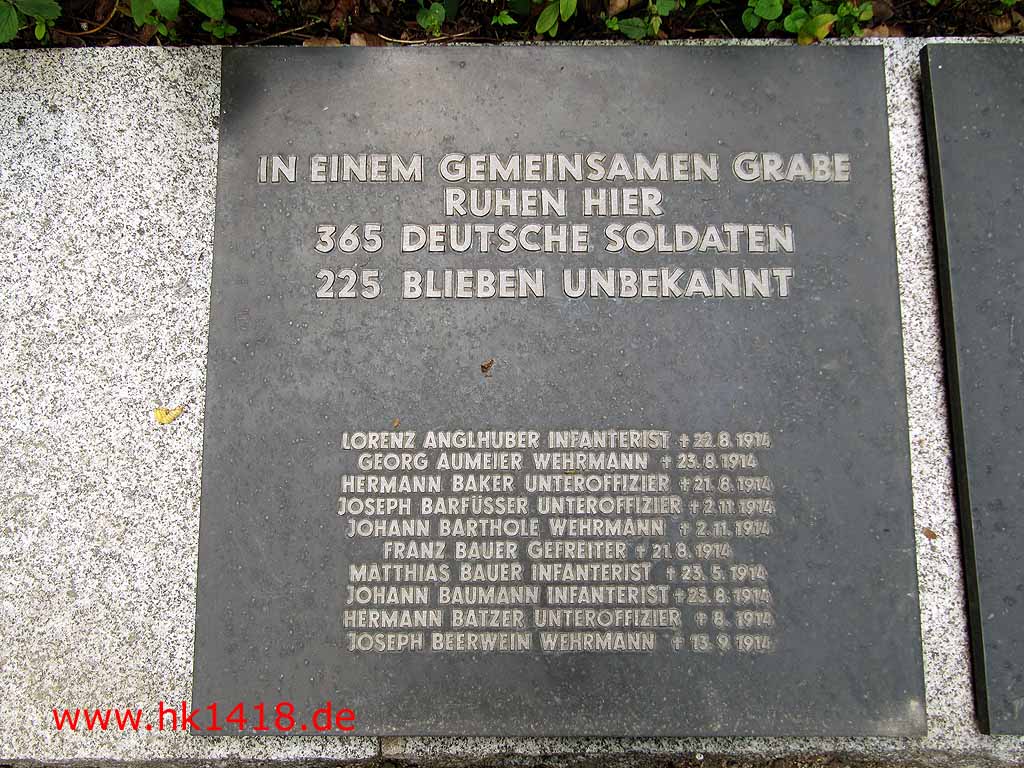 IN EINEM GEMEINSAMEN GRABE
RUHEN HIER
365 DEUTSCHE SOLDATEN
225 BLIEBEN UNBEKANNT
LORENZ ANGLHUBER INFANTERIST † 22.8.1914
GEORG AUMEIER WEHRMANN † 23.8.1914
HERMANN BAKER UNTEROFFIZIER † 21.8.1914
JOSEPH BARFÜSSER UNTEROFFIZIER † 2.11.1914
JOHANN BARTHOLE WEHRMANN † 2.11.1914
FRANZ BAUER GEFREITER † 21.8.1914
MATTHIAS BAUER INFANTERIST † 23.5.1914
JOHANN BAUMANN INFANTERIST † 23.8.1914
HERMANN BATZER UNTEROFFIZIER † 8.1914
JOSEPH BEERWEIN WEHRMANN † 13.9.1914
www.hk1418.de